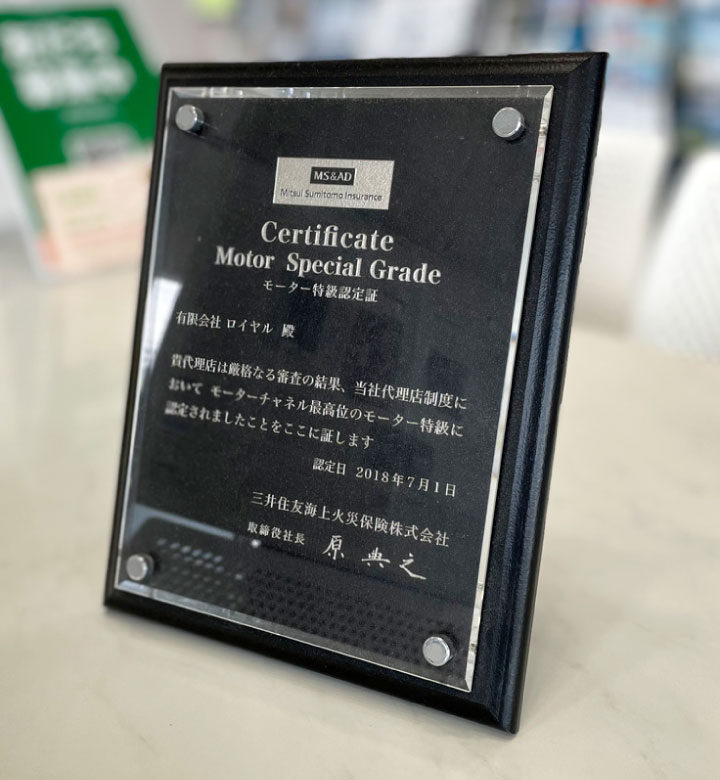 MS&AD
Mitsui Sumitomo Insurance
Certificate
Motor Special Grade
モーター特級認定証
有限会社 ロイヤル 殿
貴代理店は厳格なる審査の結果、当社代理店制度に
おいて モーターチャネル最高位のモーター特級に
認定されましたことをここに証します
認定日 2018年7月1日
三井住友海上火災保険株式会社
取締役社長 原 典之